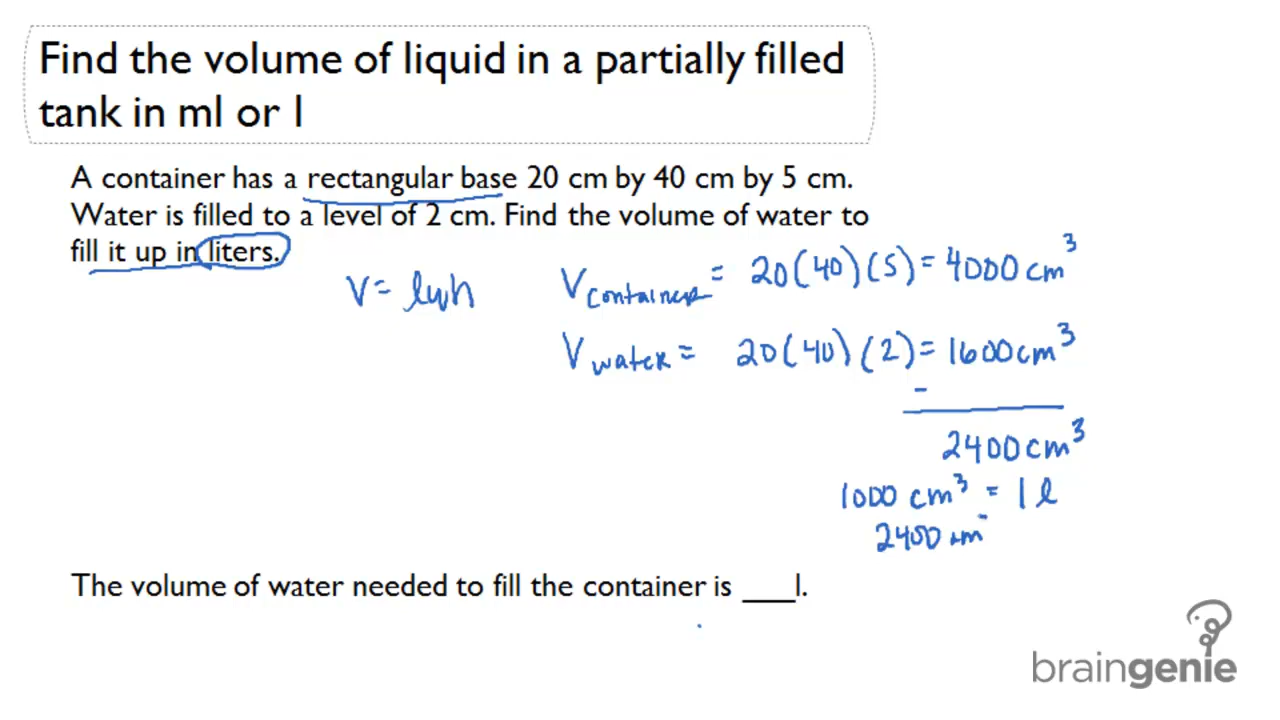 Find the volume of liquid in a partially filled
tank in ml or l
A container has a rectangular base 20 cm by 40 cm by 5 cm.
Water is filled to a level of 2 cm. Find the volume of water to
fill it up in liters.
V = lwh
V container = 20(40)(5) = 4000 cm³
V water = 20(40)(2) = 1600 cm³
-
2400 cm³
1000 cm³ = 1 l
2400 cm
The volume of water needed to fill the container is ___l.
braingenie